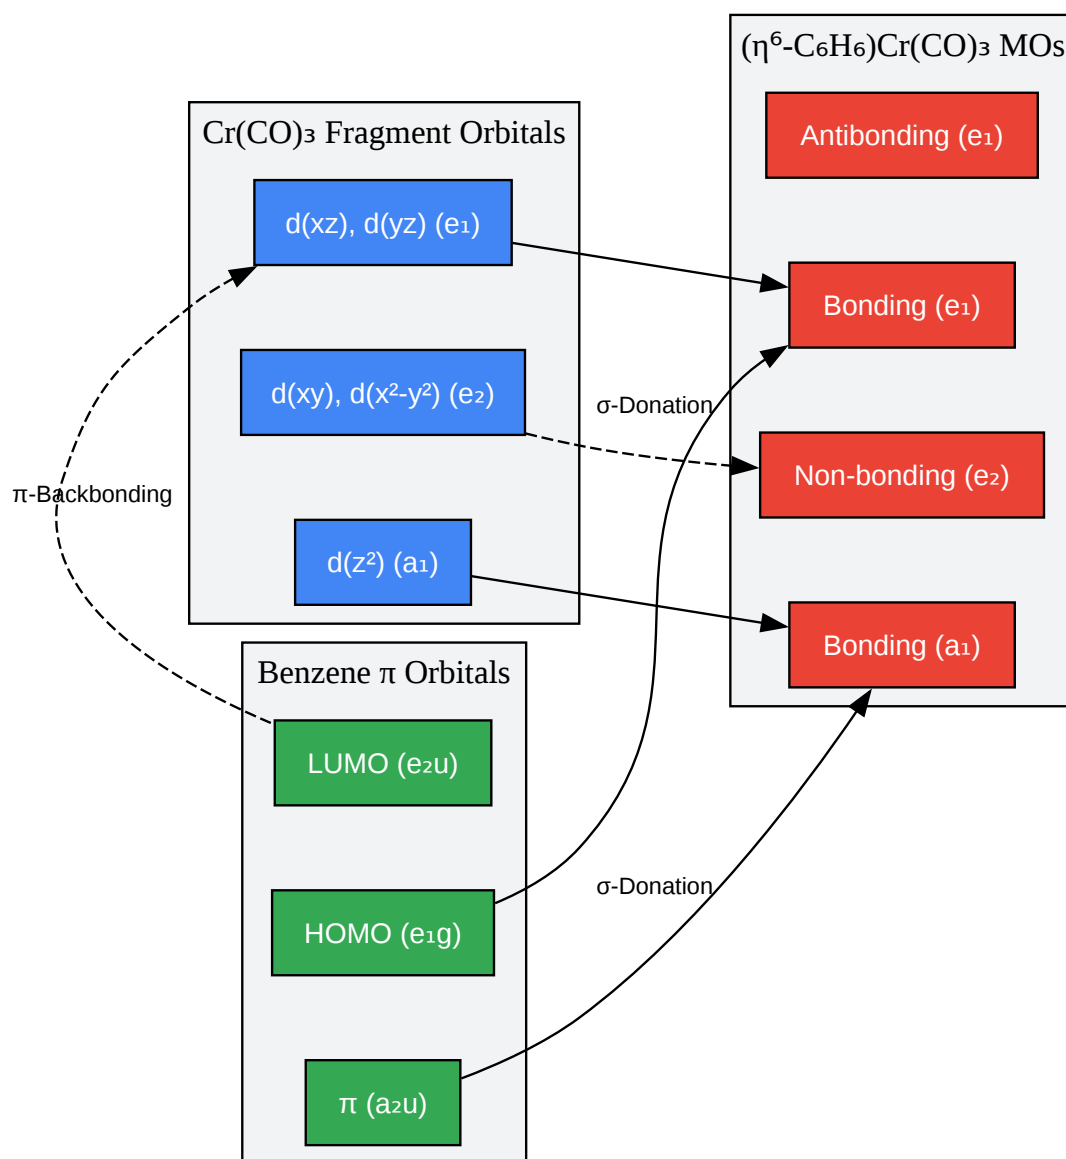 (η⁶-C₆H₆)Cr(CO)₃ MOs
Antibonding (e₁)
Bonding (e₁)
Non-bonding (e₂)
Bonding (a₁)
Cr(CO)₃ Fragment Orbitals
d(xz), d(yz) (e₁)
d(xy), d(x²-y²) (e₂)
d(z²) (a₁)
σ-Donation
π-Backbonding
Benzene π Orbitals
LUMO (e₂u)
HOMO (e₁g)
π (a₂u)
σ-Donation